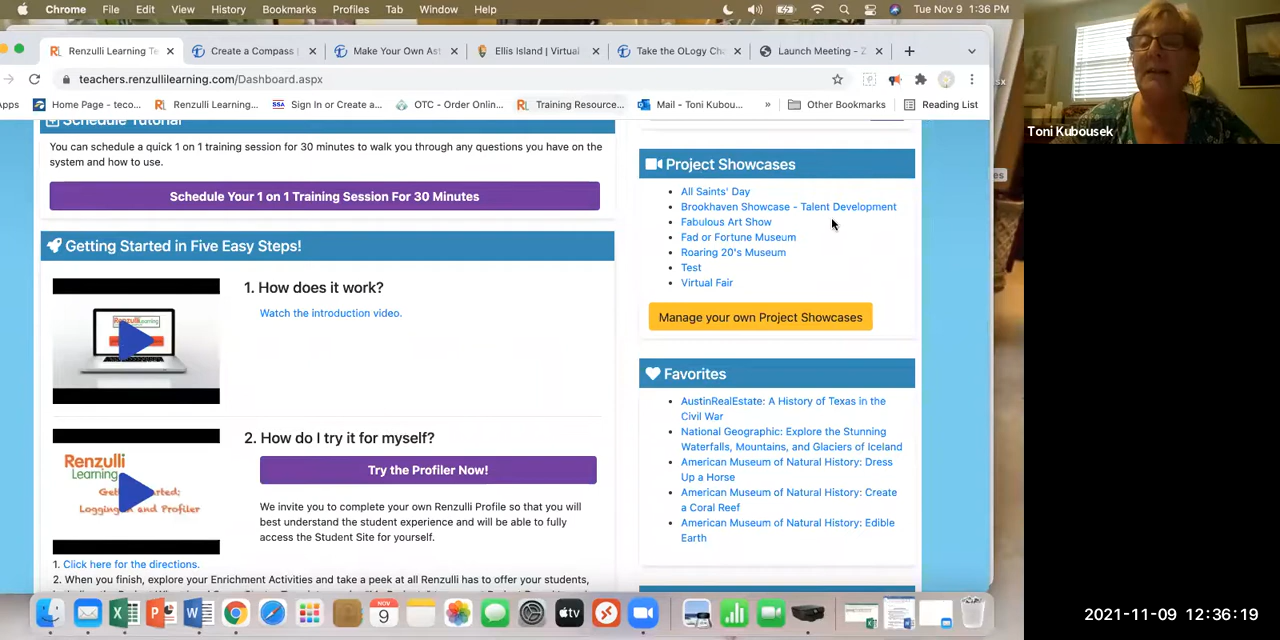 Chrome File Edit View History Bookmarks Profiles Tab Window Help Tue Nov 9 1:36 PM
Renzulli Learning Te Create a Compass Make Your Own Ast Ellis Island | Virtual Take the OLogy Cha Launch Meeting - Z
teachers.renzullilearning.com/Dashboard.aspx
Apps Home Page - teco... Renzulli Learning... Sign In or Create a... OTC - Order Onlin... Training Resource... Mail - Toni Kubou... » Other Bookmarks Reading List
Toni Kubousek
Schedule Tutorial
You can schedule a quick 1 on 1 training session for 30 minutes to walk you through any questions you have on the
system and how to use.
Schedule Your 1 on 1 Training Session For 30 Minutes
Getting Started in Five Easy Steps!
1. How does it work?
Watch the introduction video.
Renzulli
Learning
2. How do I try it for myself?
Try the Profiler Now!
Renzulli
Learning
Logging and Profiler
We invite you to complete your own Renzulli Profile so that you will
best understand the student experience and will be able to fully
access the Student Site for yourself.
1. Click here for the directions.
2. When you finish, explore your Enrichment Activities and take a peek at all Renzulli has to offer your students,
Project Showcases
All Saints' Day
Brookhaven Showcase - Talent Development
Fabulous Art Show
Fad or Fortune Museum
Roaring 20's Museum
Test
Virtual Fair
Manage your own Project Showcases
Favorites
AustinRealEstate: A History of Texas in the
Civil War
National Geographic: Explore the Stunning
Waterfalls, Mountains, and Glaciers of Iceland
American Museum of Natural History: Dress
Up a Horse
American Museum of Natural History: Create
a Coral Reef
American Museum of Natural History: Edible
Earth
NOV
9
tv
2021-11-09 12:36:19